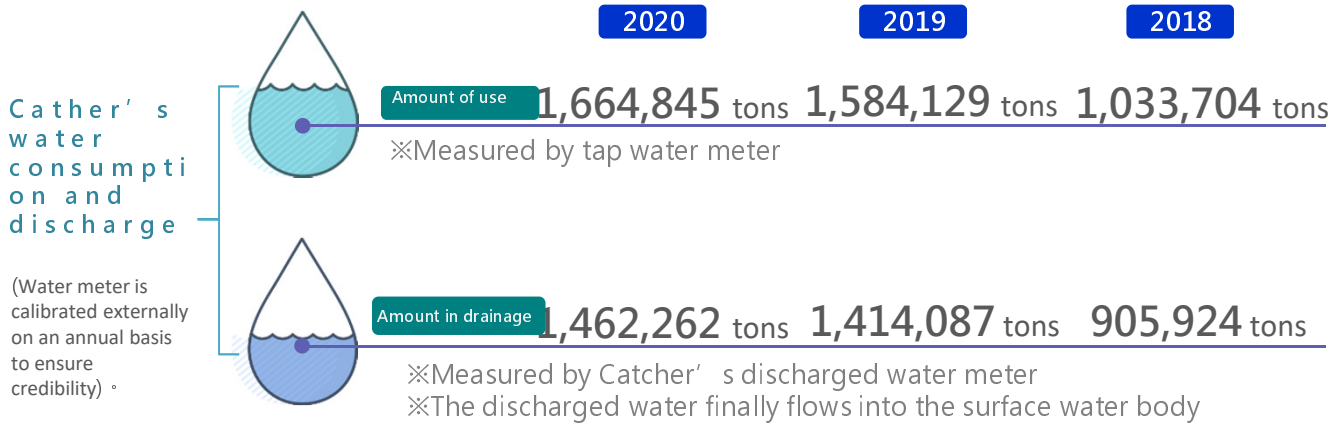 2020 2019 2018
Cather’s
water
consumpti
on and
discharge
(Water meter is
calibrated externally
on an annual basis
to ensure
credibility)。
Amount of use 1,664,845 tons 1,584,129 tons 1,033,704 tons
※Measured by tap water meter
Amount in drainage 1,462,262 tons 1,414,087 tons 905,924 tons
※Measured by Catcher’s discharged water meter
※The discharged water finally flows into the surface water body